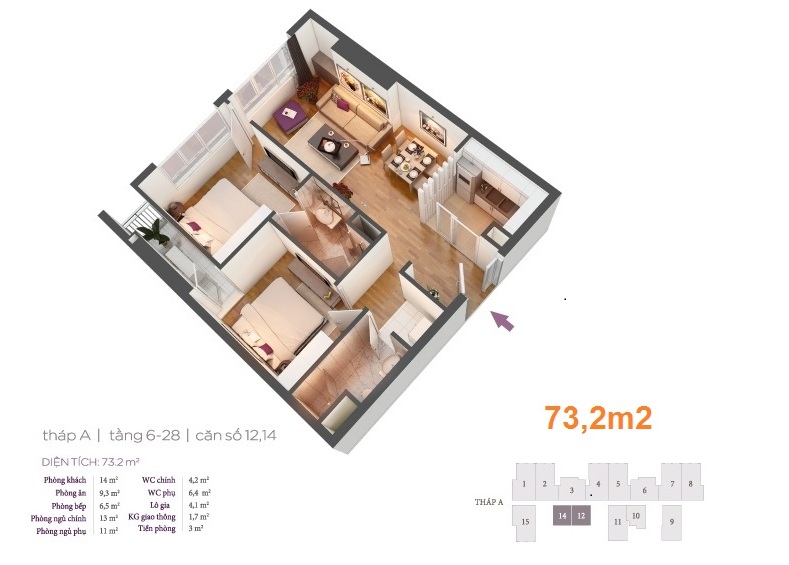 73,2m2
tháp A | tầng 6-28 | căn số 12,14
DIỆN TÍCH: 73.2 m²
Phòng khách 14 m² WC chính 4,2 m²
Phòng ăn 9,3 m² WC phụ 6,4 m²
Phòng bếp 6,5 m² Lô gia 4,1 m²
Phòng ngủ chính 13 m² KG giao thông 1,7 m²
Phòng ngủ phụ 11 m² Tiền phòng 3 m²
THÁP A
1 2 3 4 5 6 7 8
15 14 12 11 10 9